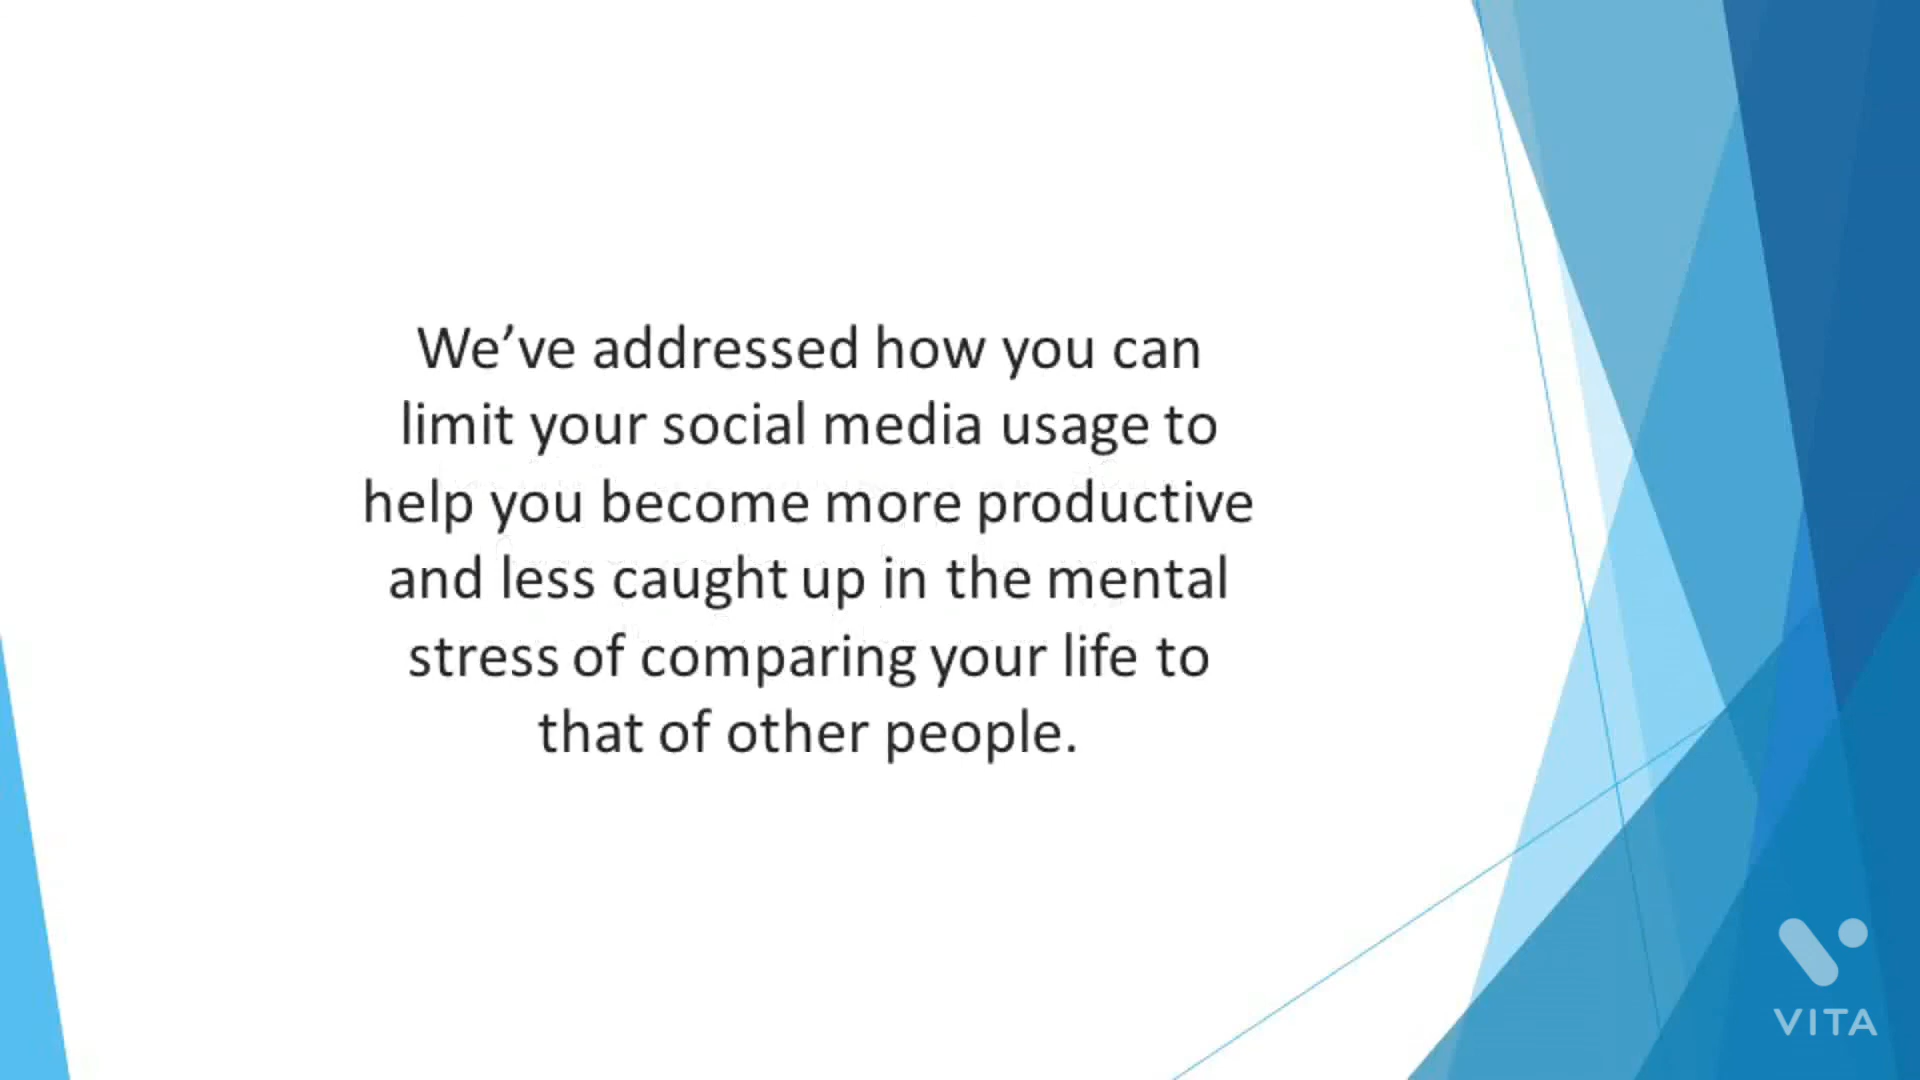 We’ve addressed how you can
limit your social media usage to
help you become more productive
and less caught up in the mental
stress of comparing your life to
that of other people.
VITA